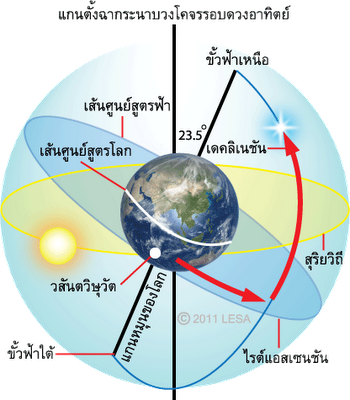 แกนตั้งฉากระนาบวงโคจรรอบดวงอาทิตย์
ขั้วฟ้าเหนือ
เส้นศูนย์สูตรฟ้า
23.5°
เส้นศูนย์สูตรโลก
เดคลิเนชัน
สุริยวิถี
วสันตวิษุวัต
แกนหมุนของโลก
© 2011 LESA
ขั้วฟ้าใต้
ไรต์แอสเซนชัน